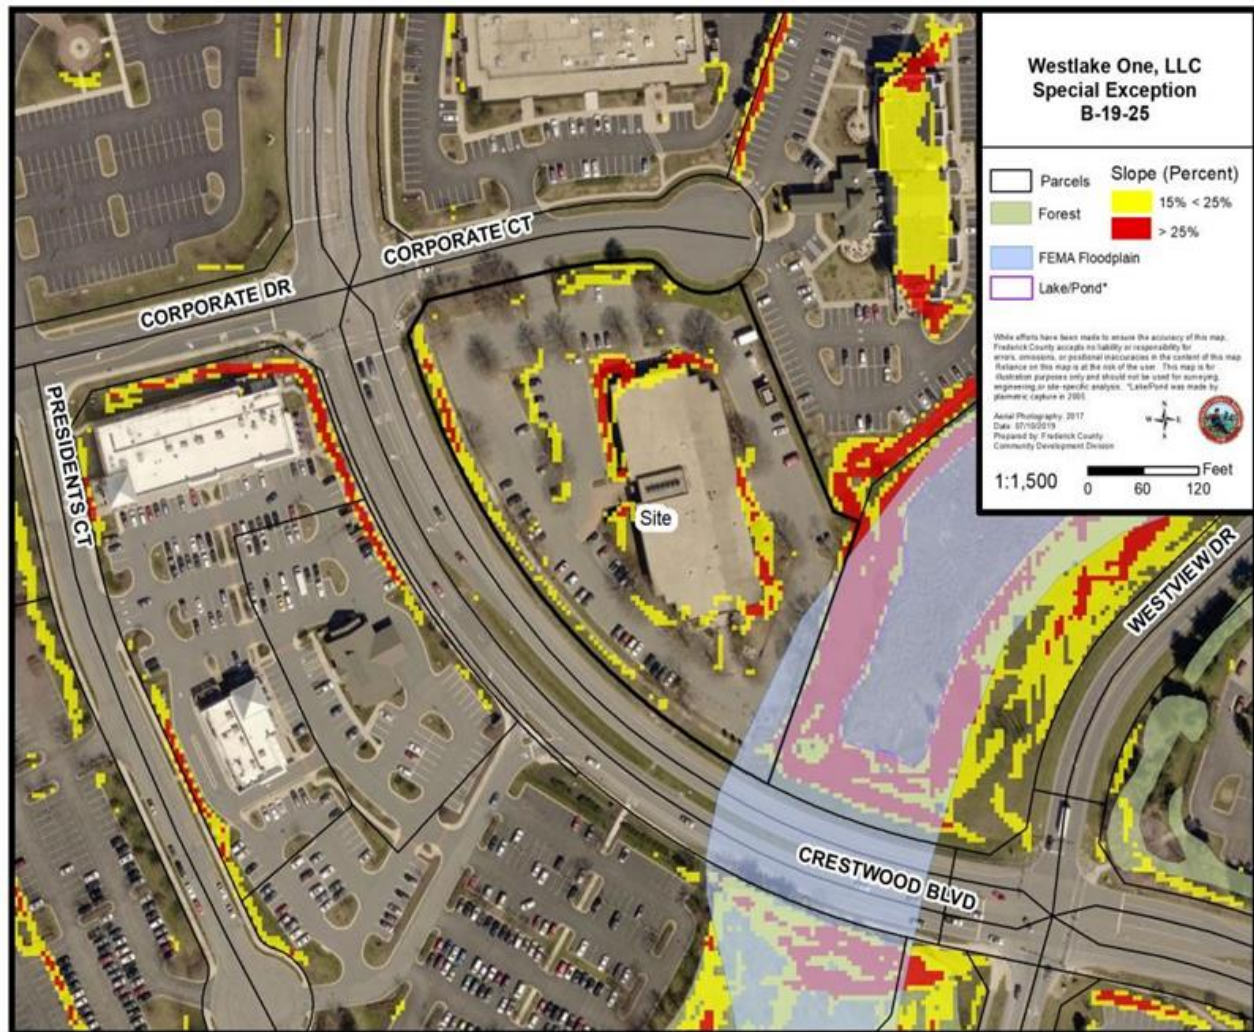 Westlake One, LLC
Special Exception
B-19-25
Parcels
Forest
FEMA Floodplain
Lake/Pond*
Slope (Percent)
15% < 25%
> 25%
While efforts have been made to ensure the accuracy of this map,
Frederick County accepts no liability or responsibility for
errors, omissions, or positional inaccuracies in the content of this map.
Reliance on this map is at the risk of the user. This map is for
illustration purposes only and should not be used for surveying,
engineering, or site-specific analysis. *Lake/Pond was made by
planimetric capture in 2005
Aerial Photography: 2017
Date: 07/10/2019
Prepared by: Frederick County
Community Development Division
N
W
E
S
1:1,500
Feet
0 60 120
CORPORATE CT
CORPORATE DR
PRESIDENTS CT
Site
WESTVIEW DR
CRESTWOOD BLVD